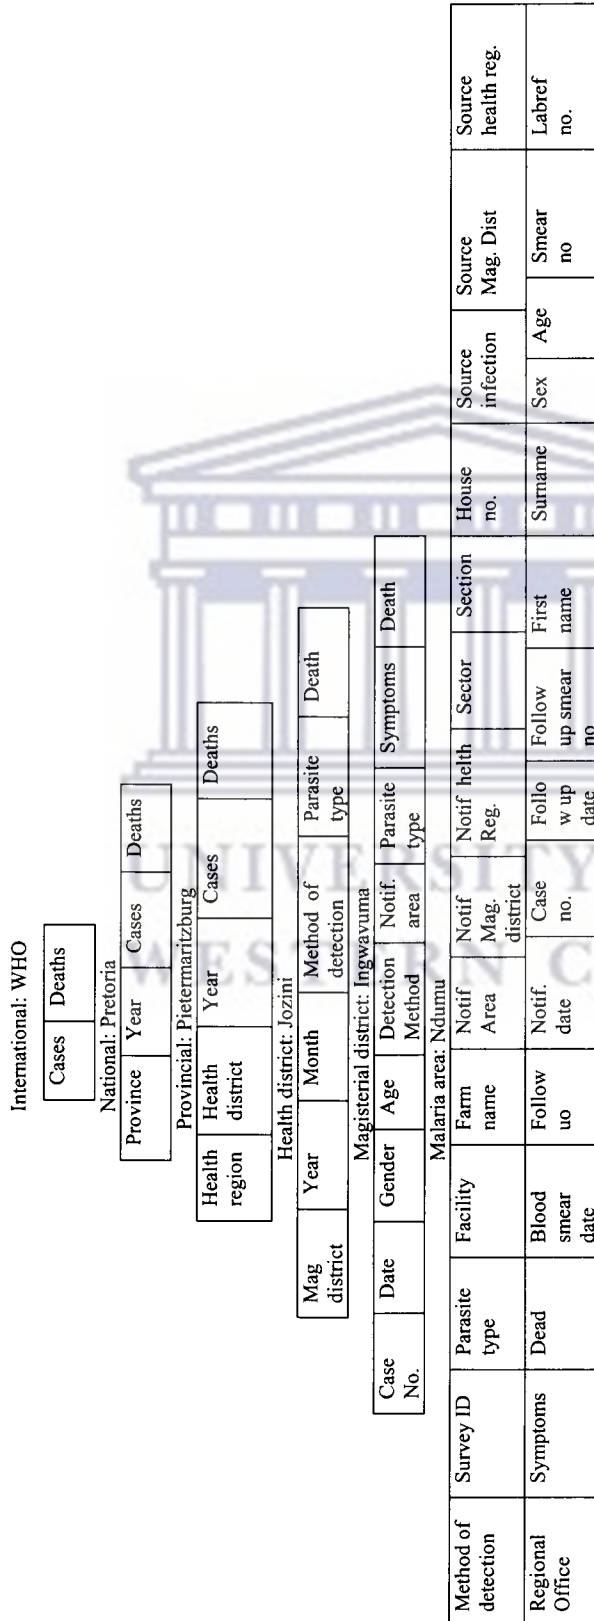 International: WHO
Cases Deaths
National: Pretoria
Province Year Cases Deaths
Provincial: Pietermaritzburg
Health region Health district Year Cases Deaths
Health district: Jozini
Mag district Year Month Method of detection Parasite type Death
Magisterial district: Ingwavuma
Case No. Date Gender Age Detection Method Notif. area Parasite type Symptoms Death
Malaria area: Ndumu
Method of detection Survey ID Parasite type Facility Farm name Notif Area Notif Mag. district Notif helth Reg. Sector Section House no. Source infection Source Mag. Dist Source health reg.
Regional Office Symptoms Dead Blood smear date Follow uo Notif. date Case no. Follo w up date Follow up smear no First name Surname Sex Age Smear no Labref no.
UNIVERSITY
WESTERN C